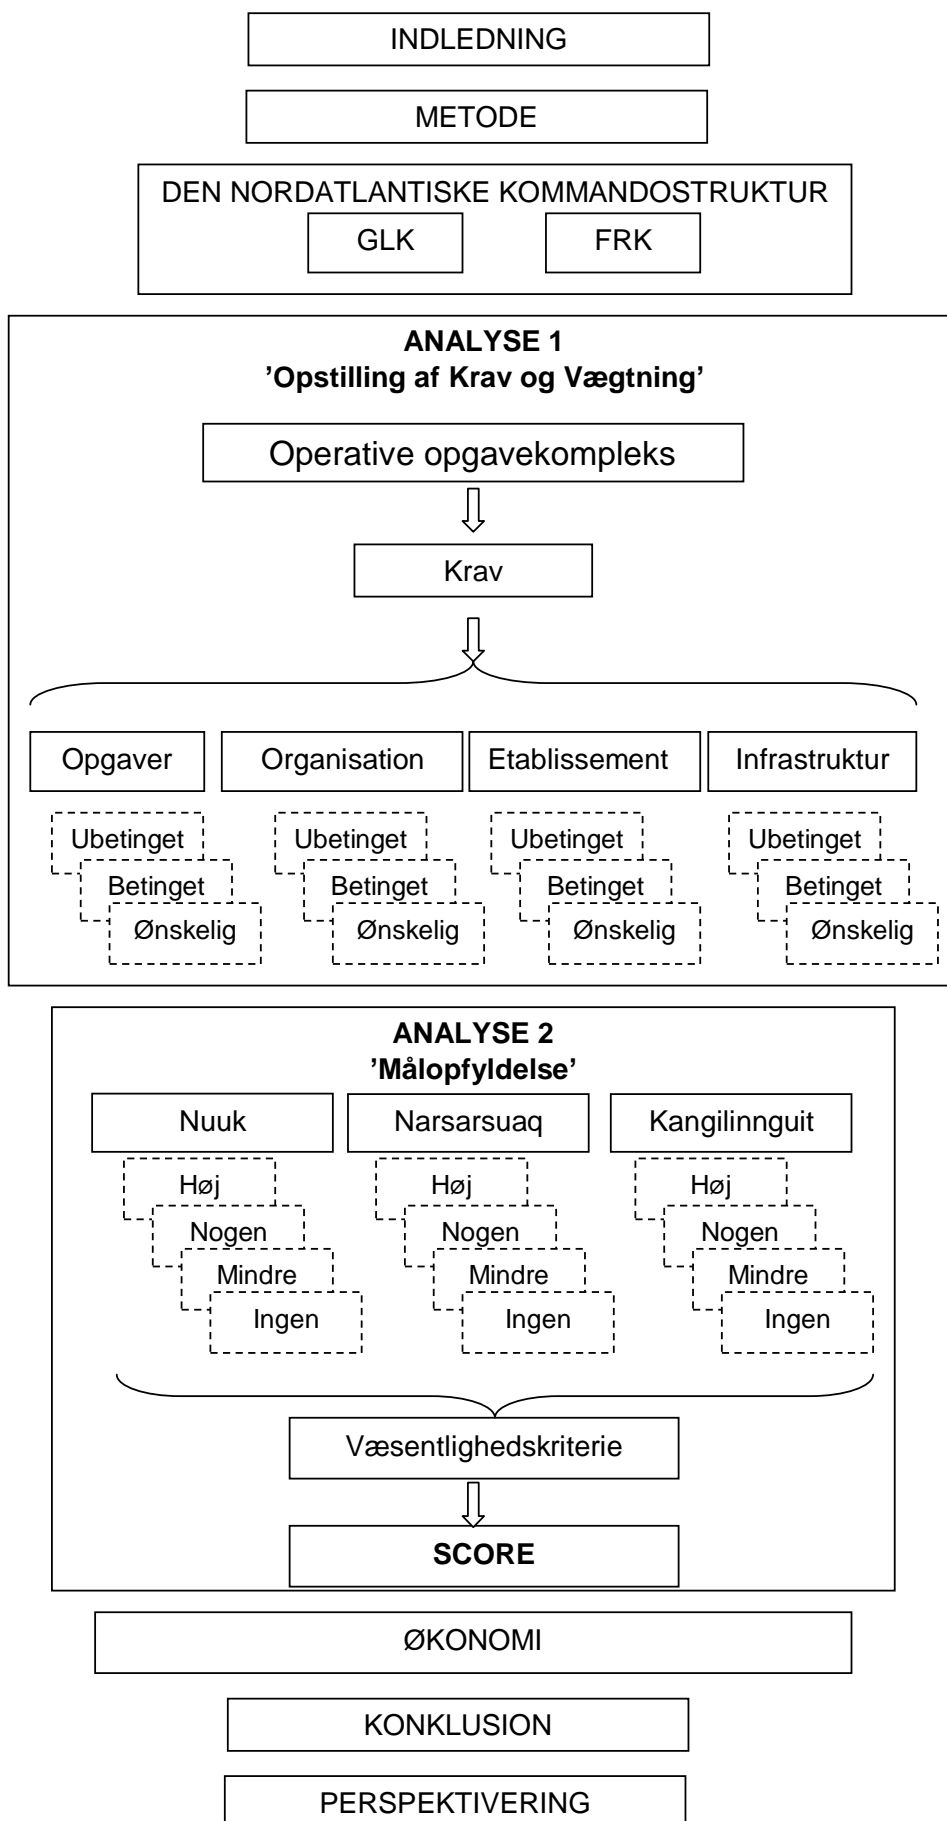 INDLEDNING
METODE
DEN NORDATLANTISKE KOMMANDOSTRUKTUR
GLK FRK
ANALYSE 1
’Opstilling af Krav og Vægtning’
Operative opgavekompleks
Krav
Opgaver Organisation Etablissement Infrastruktur
Ubetinget Ubetinget Ubetinget Ubetinget
Betinget Betinget Betinget Betinget
Ønskelig Ønskelig Ønskelig Ønskelig
ANALYSE 2
’Målopfyldelse’
Nuuk Narsarsuaq Kangilinnguit
Høj Høj Høj
Nogen Nogen Nogen
Mindre Mindre Mindre
Ingen Ingen Ingen
Væsentlighedskriterie
SCORE
ØKONOMI
KONKLUSION
PERSPEKTIVERING